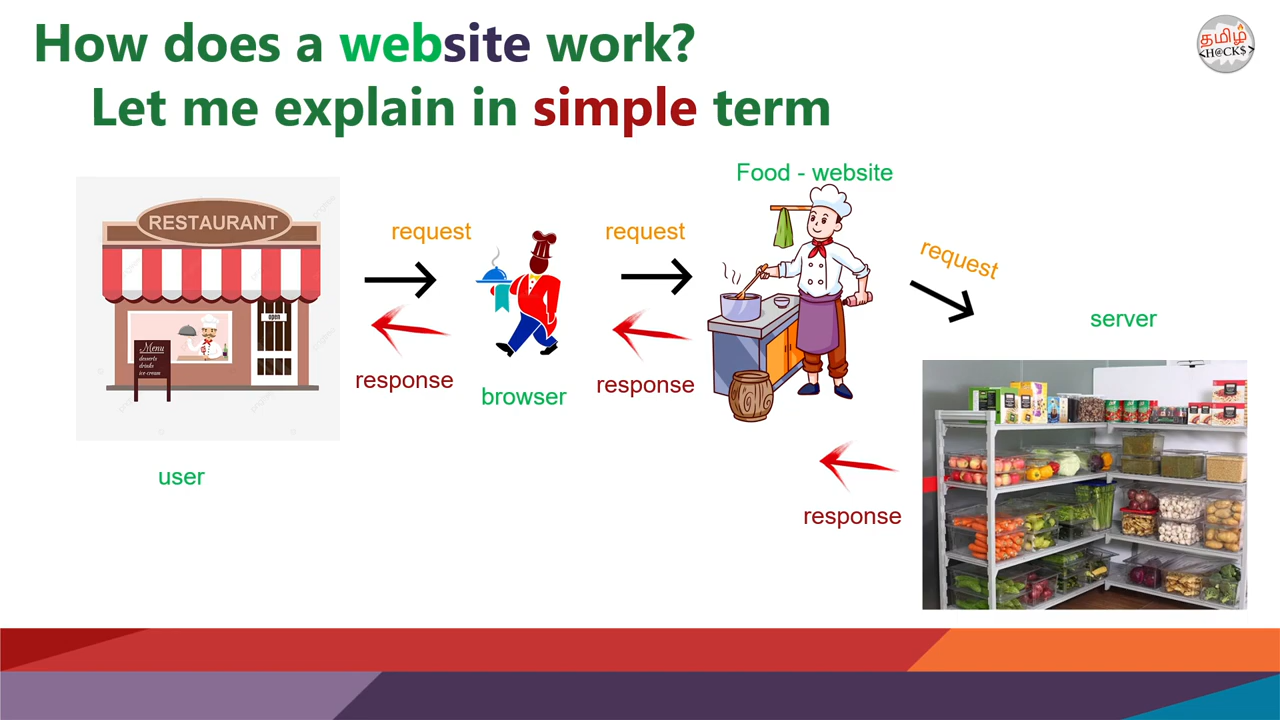 How does a website work?
Let me explain in simple term
தமிழ்
<H@CK$>
Food - website
RESTAURANT
request
request
request
open
server
Menu
desserts
drinks
ice cream
response
response
browser
user
response